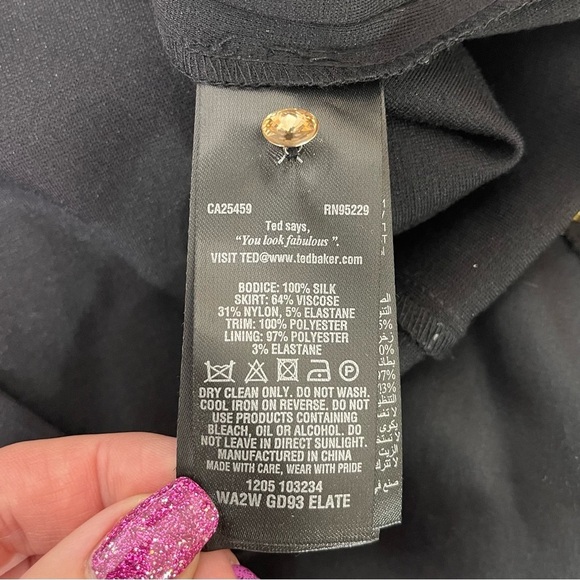 CA25459 RN95229
Ted says,
"You look fabulous".
VISIT TED@www.tedbaker.com
BODICE: 100% SILK
SKIRT: 64% VISCOSE
31% NYLON, 5% ELASTANE
TRIM: 100% POLYESTER
LINING: 97% POLYESTER
3% ELASTANE
P
DRY CLEAN ONLY. DO NOT WASH.
COOL IRON ON REVERSE. DO NOT
USE PRODUCTS CONTAINING
BLEACH, OIL OR ALCOHOL. DO
NOT LEAVE IN DIRECT SUNLIGHT.
MANUFACTURED IN CHINA
MADE WITH CARE, WEAR WITH PRIDE
1205 103234
WA2W GD93 ELATE